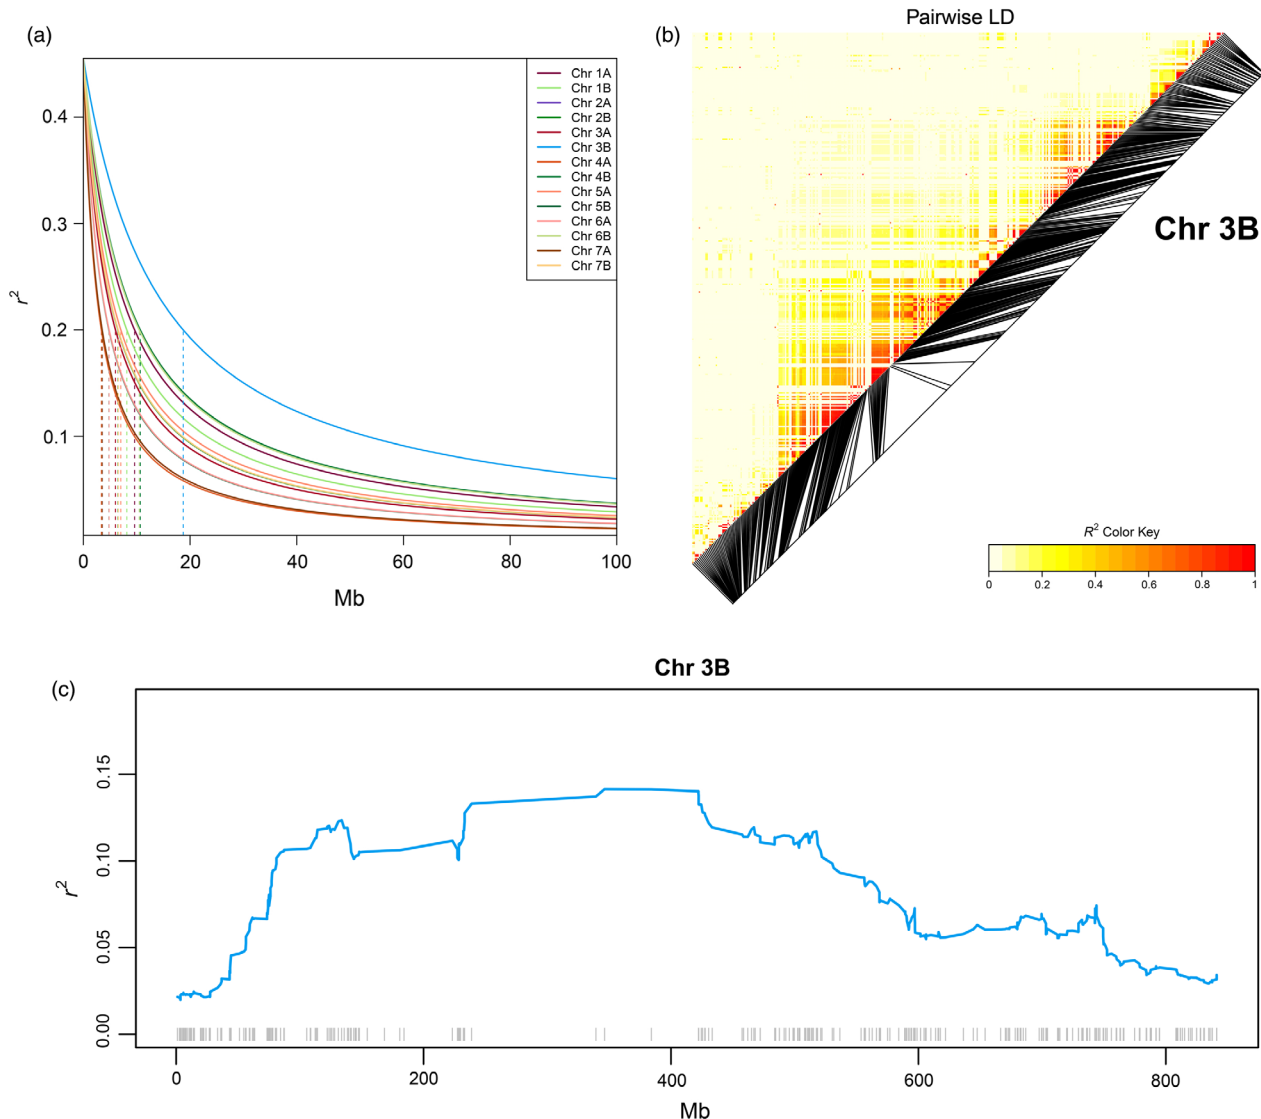 (a)
0.4
0.3
0.2
0.1
r²
0 20 40 60 80 100
Mb
Chr 1A
Chr 1B
Chr 2A
Chr 2B
Chr 3A
Chr 3B
Chr 4A
Chr 4B
Chr 5A
Chr 5B
Chr 6A
Chr 6B
Chr 7A
Chr 7B
(b)
Pairwise LD
Chr 3B
R² Color Key
0 0.2 0.4 0.6 0.8 1
(c)
Chr 3B
0.15
0.10
0.05
0.00
r²
0 200 400 600 800
Mb